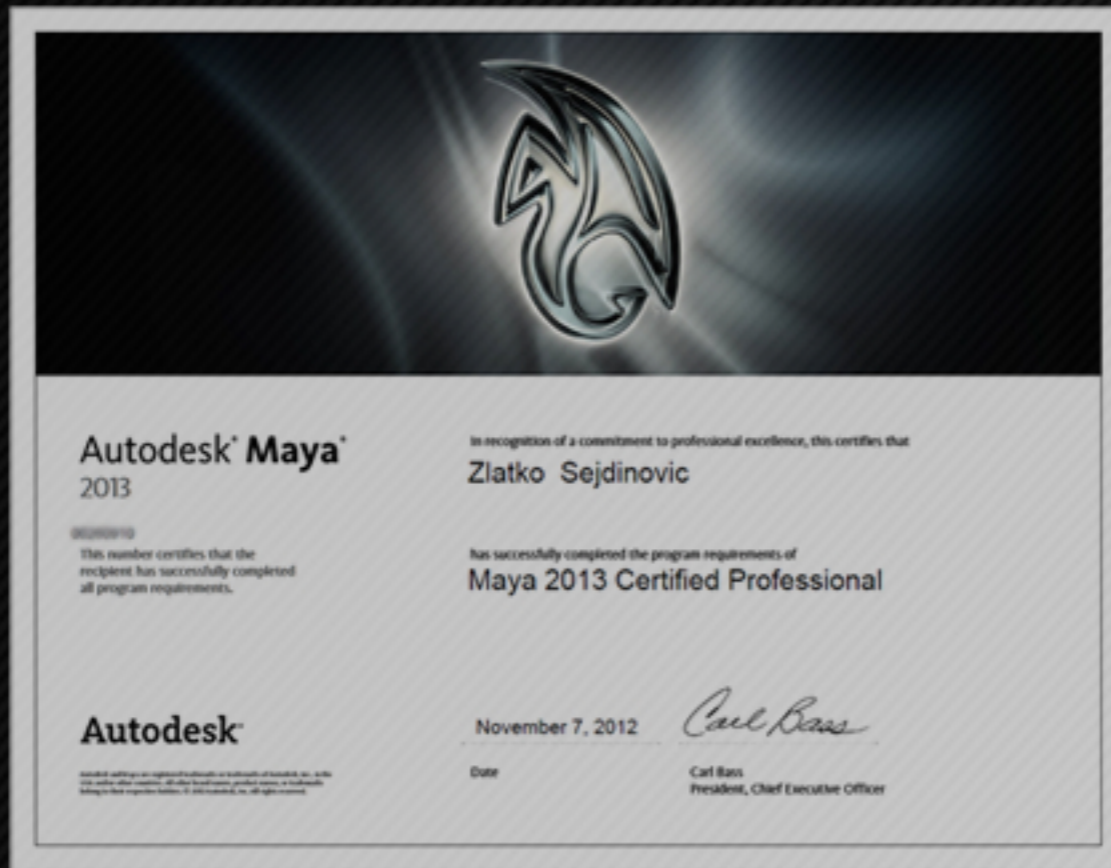 Autodesk® Maya®
2013
This number certifies that the
recipient has successfully completed
all program requirements.
In recognition of a commitment to professional excellence, this certifies that
Zlatko Sejdinovic
has successfully completed the program requirements of
Maya 2013 Certified Professional
Autodesk™
November 7, 2012
Carl Bass
Date
Carl Bass
President, Chief Executive Officer